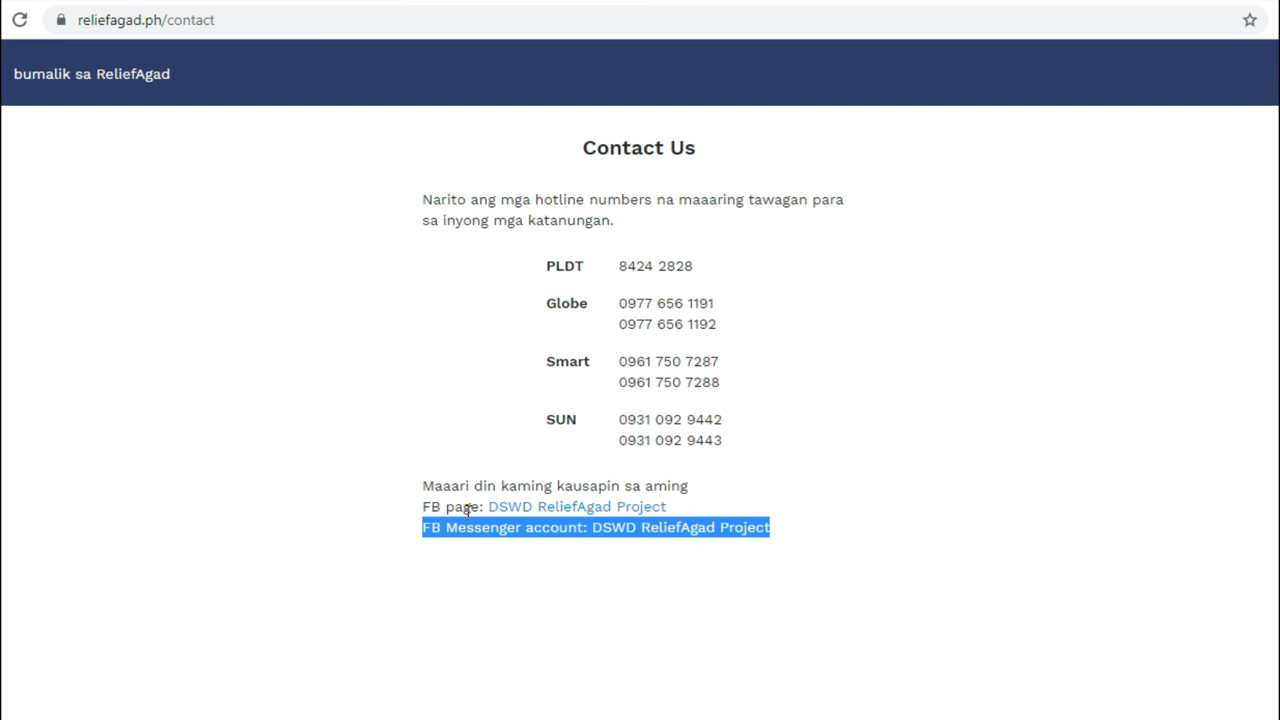 reliefagad.ph/contact
bumalik sa ReliefAgad
Contact Us
Narito ang mga hotline numbers na maaaring tawagan para
sa inyong mga katanungan.
PLDT 8424 2828
Globe 0977 656 1191
0977 656 1192
Smart 0961 750 7287
0961 750 7288
SUN 0931 092 9442
0931 092 9443
Maaari din kaming kausapin sa aming
FB page: DSWD ReliefAgad Project
FB Messenger account: DSWD ReliefAgad Project